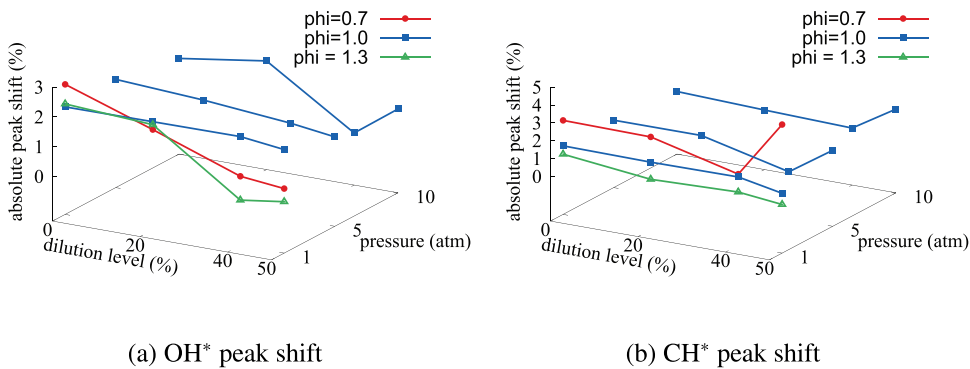 phi=0.7
phi=1.0
phi = 1.3
absolute peak shift (%)
3
2
1
0
0
20
40
50
dilution level (%)
1
5
10
pressure (atm)
(a) OH* peak shift
phi=0.7
phi=1.0
phi = 1.3
absolute peak shift (%)
5
4
3
2
1
0
0
20
40
50
dilution level (%)
1
5
10
pressure (atm)
(b) CH* peak shift